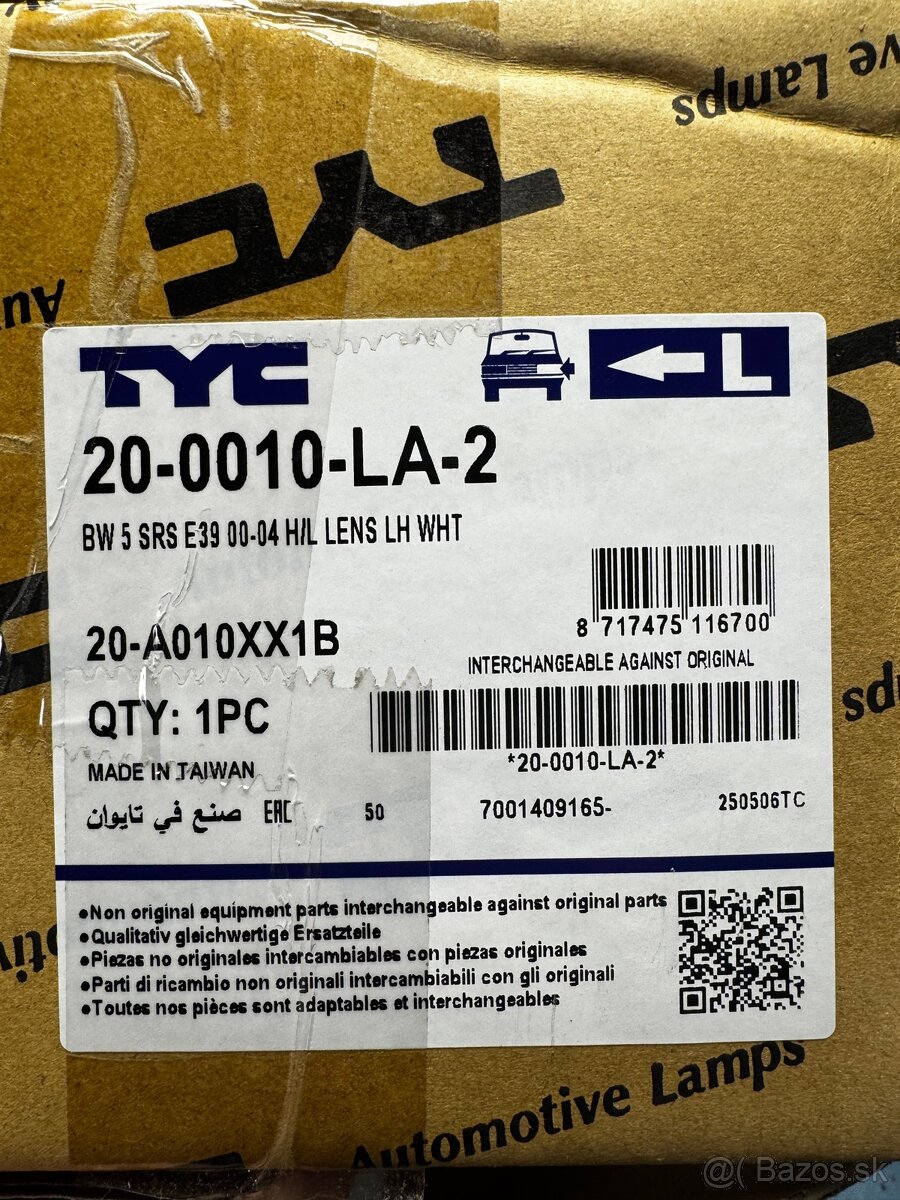 Automotive Lamps
TYC
TYC
L
20-0010-LA-2
BW 5 SRS E39 00-04 H/L LENS LH WHT
8 717475 116700
20-A010XX1B
INTERCHANGEABLE AGAINST ORIGINAL
QTY: 1PC
*20-0010-LA-2*
MADE IN TAIWAN
صنع في تايوان EAC 50 7001409165- 250506TC
•Non original equipment parts interchangeable against original parts
•Qualitativ gleichwertige Ersatzteile
•Piezas no originales intercambiables con piezas originales
•Parti di ricambio non originali intercambiabili con gli originali
•Toutes nos pièces sont adaptables et interchangeables
Automotive Lamps
@( Bazos.sk